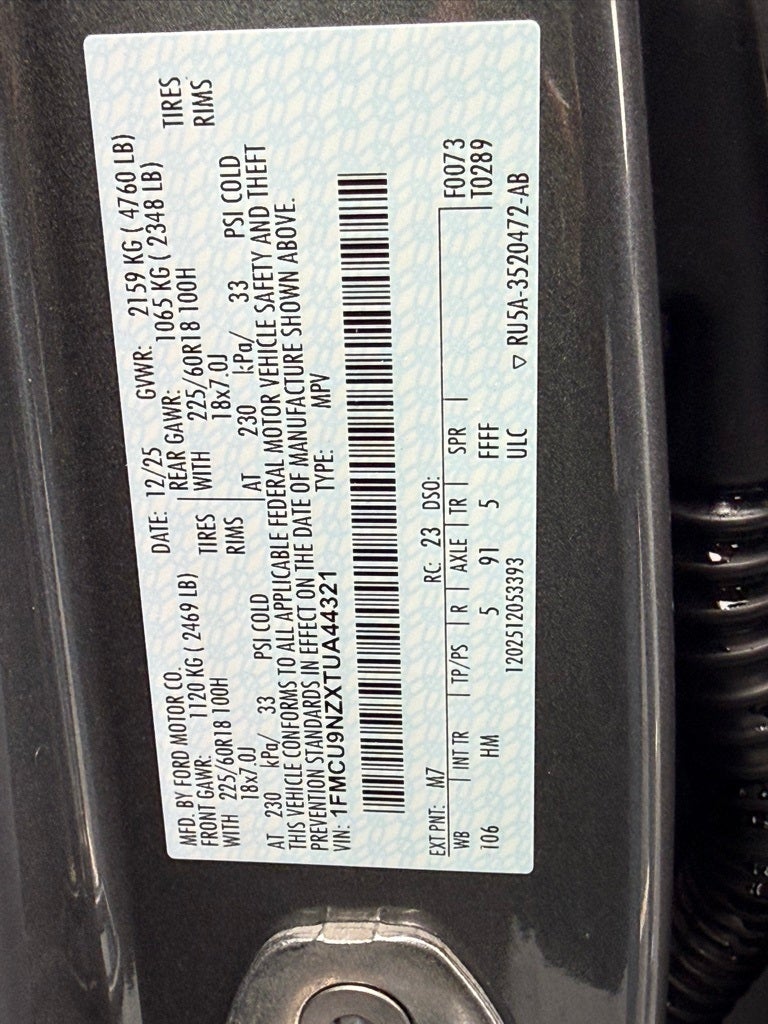 MFD. BY FORD MOTOR CO.
DATE: 12/25 GVWR: 2159 KG ( 4760 LB)
FRONT GAWR: 1120 KG ( 2469 LB) REAR GAWR: 1065 KG ( 2348 LB)
WITH 225/60R18 100H TIRES WITH 225/60R18 100H TIRES
18x7.0J RIMS 18x7.0J RIMS
AT 230 kPa/ 33 PSI COLD AT 230 kPa/ 33 PSI COLD
THIS VEHICLE CONFORMS TO ALL APPLICABLE FEDERAL MOTOR VEHICLE SAFETY AND THEFT
PREVENTION STANDARDS IN EFFECT ON THE DATE OF MANUFACTURE SHOWN ABOVE.
VIN: 1FMCU9NZXTUA44321 TYPE: MPV
EXT PNT: M7 RC: 23 DSO: F0073
WB INT TR TP/PS R AXLE TR SPR T0289
106 HM 5 91 5 FFFF
1202512053393 ULC ▽ RU5A-3520472-AB